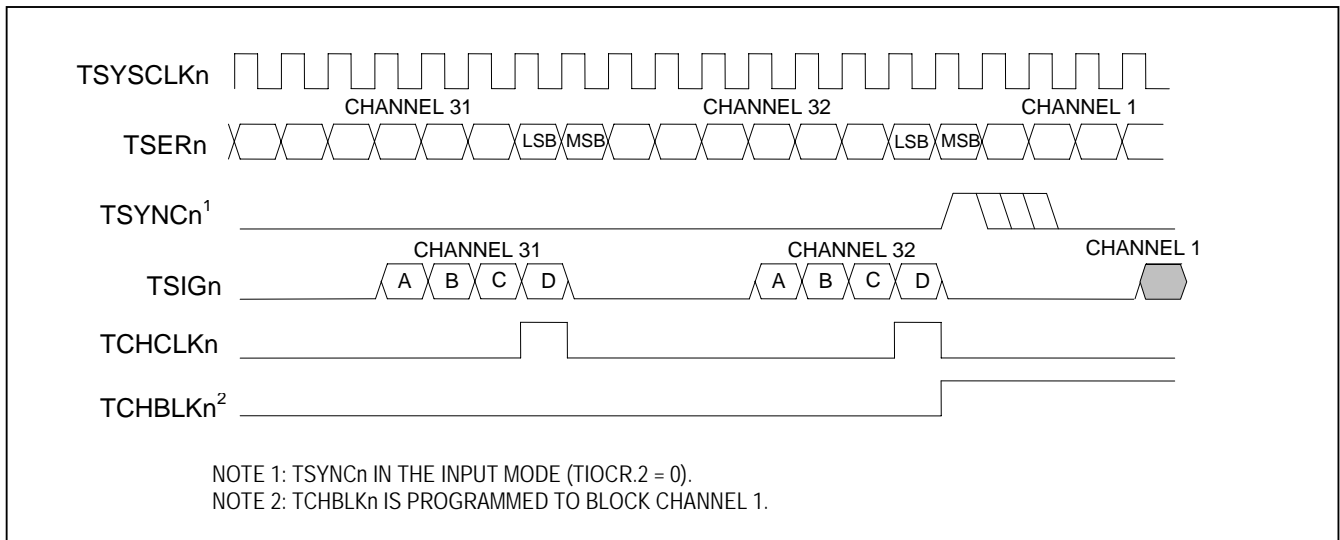 TSYSCLKn
CHANNEL 31 CHANNEL 32 CHANNEL 1
TSERn LSB MSB LSB MSB
TSYNCn¹
CHANNEL 31 CHANNEL 32 CHANNEL 1
TSIGn A B C D A B C D
TCHCLKn
TCHBLKn²
NOTE 1: TSYNCn IN THE INPUT MODE (TIOCR.2 = 0).
NOTE 2: TCHBLKn IS PROGRAMMED TO BLOCK CHANNEL 1.